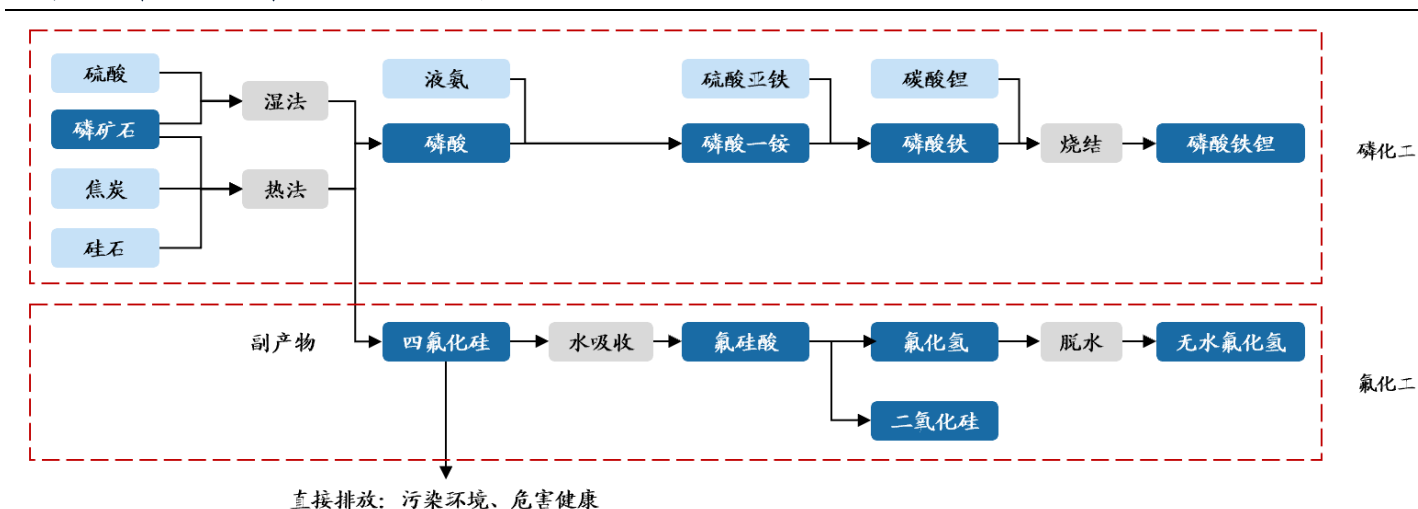 硫酸
液氨
硫酸亚铁
碳酸锂
湿法
磷矿石
磷酸
磷酸一铵
磷酸铁
烧结
磷酸铁锂
磷化工
焦炭
热法
硅石
副产物
四氟化硅
水吸收
氟硅酸
氟化氢
脱水
无水氟化氢
氟化工
二氧化硅
直接排放：污染环境、危害健康